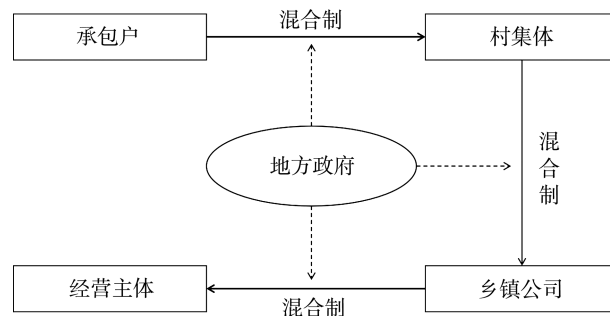 混合制
承包户
村集体
混合制
地方政府
经营主体
乡镇公司
混合制